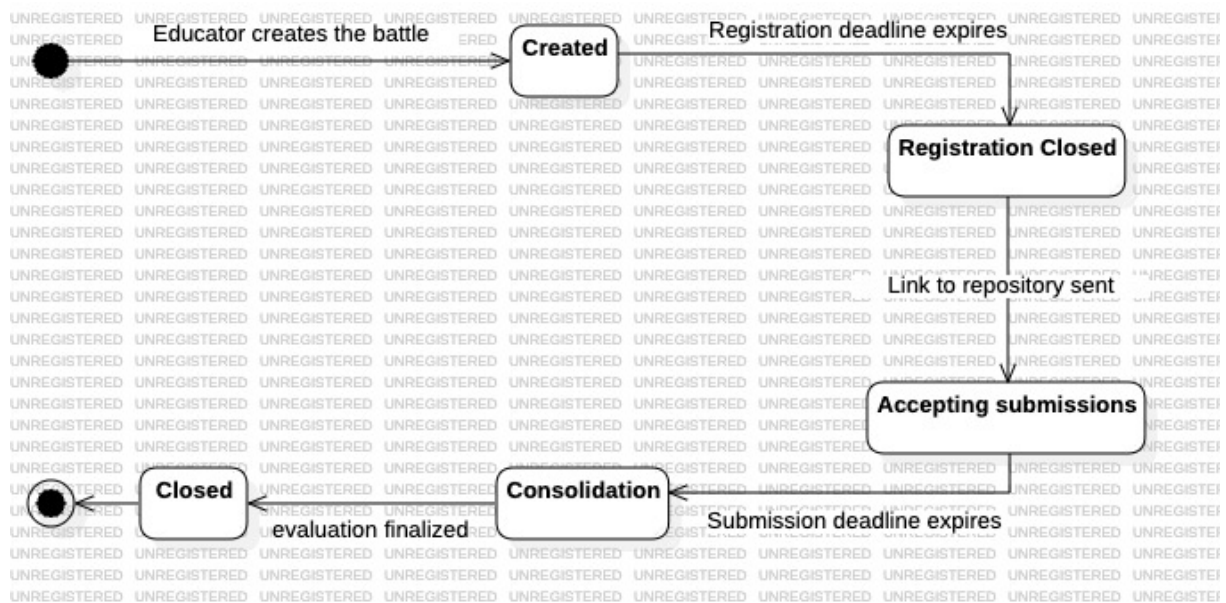 Educator creates the battle
Created
Registration deadline expires
Registration Closed
Link to repository sent
Accepting submissions
Submission deadline expires
Consolidation
evaluation finalized
Closed
UNREGISTERED